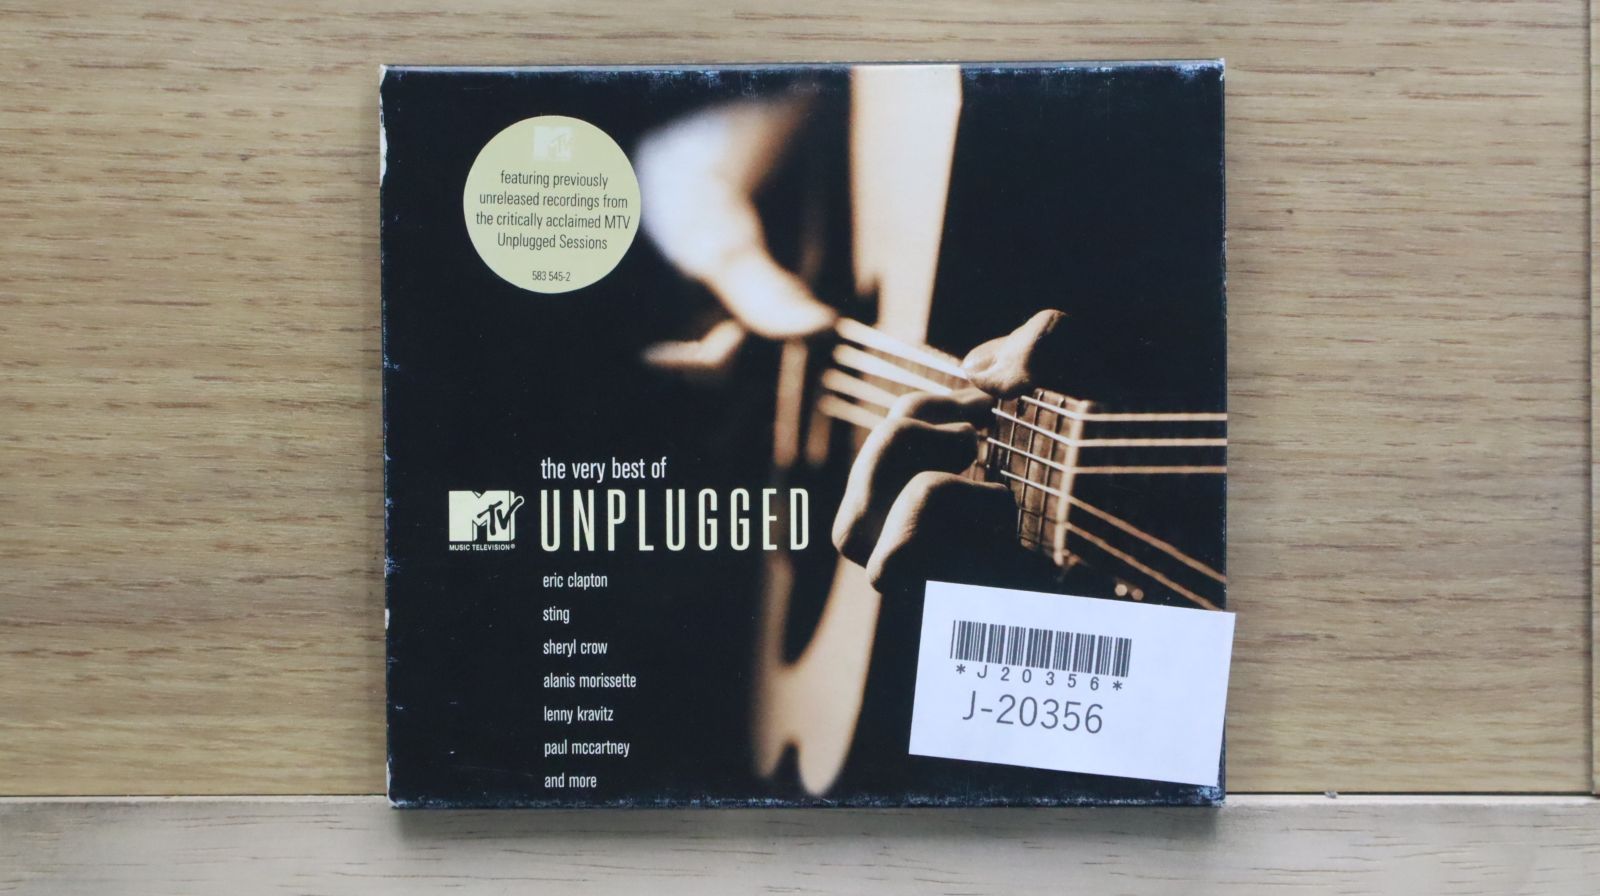 MTV
featuring previously
unreleased recordings from
the critically acclaimed MTV
Unplugged Sessions
583 545-2
the very best of
MTV UNPLUGGED
MUSIC TELEVISION®
eric clapton
sting
sheryl crow
alanis morissette
lenny kravitz
paul mccartney
and more
*J20356*
J-20356